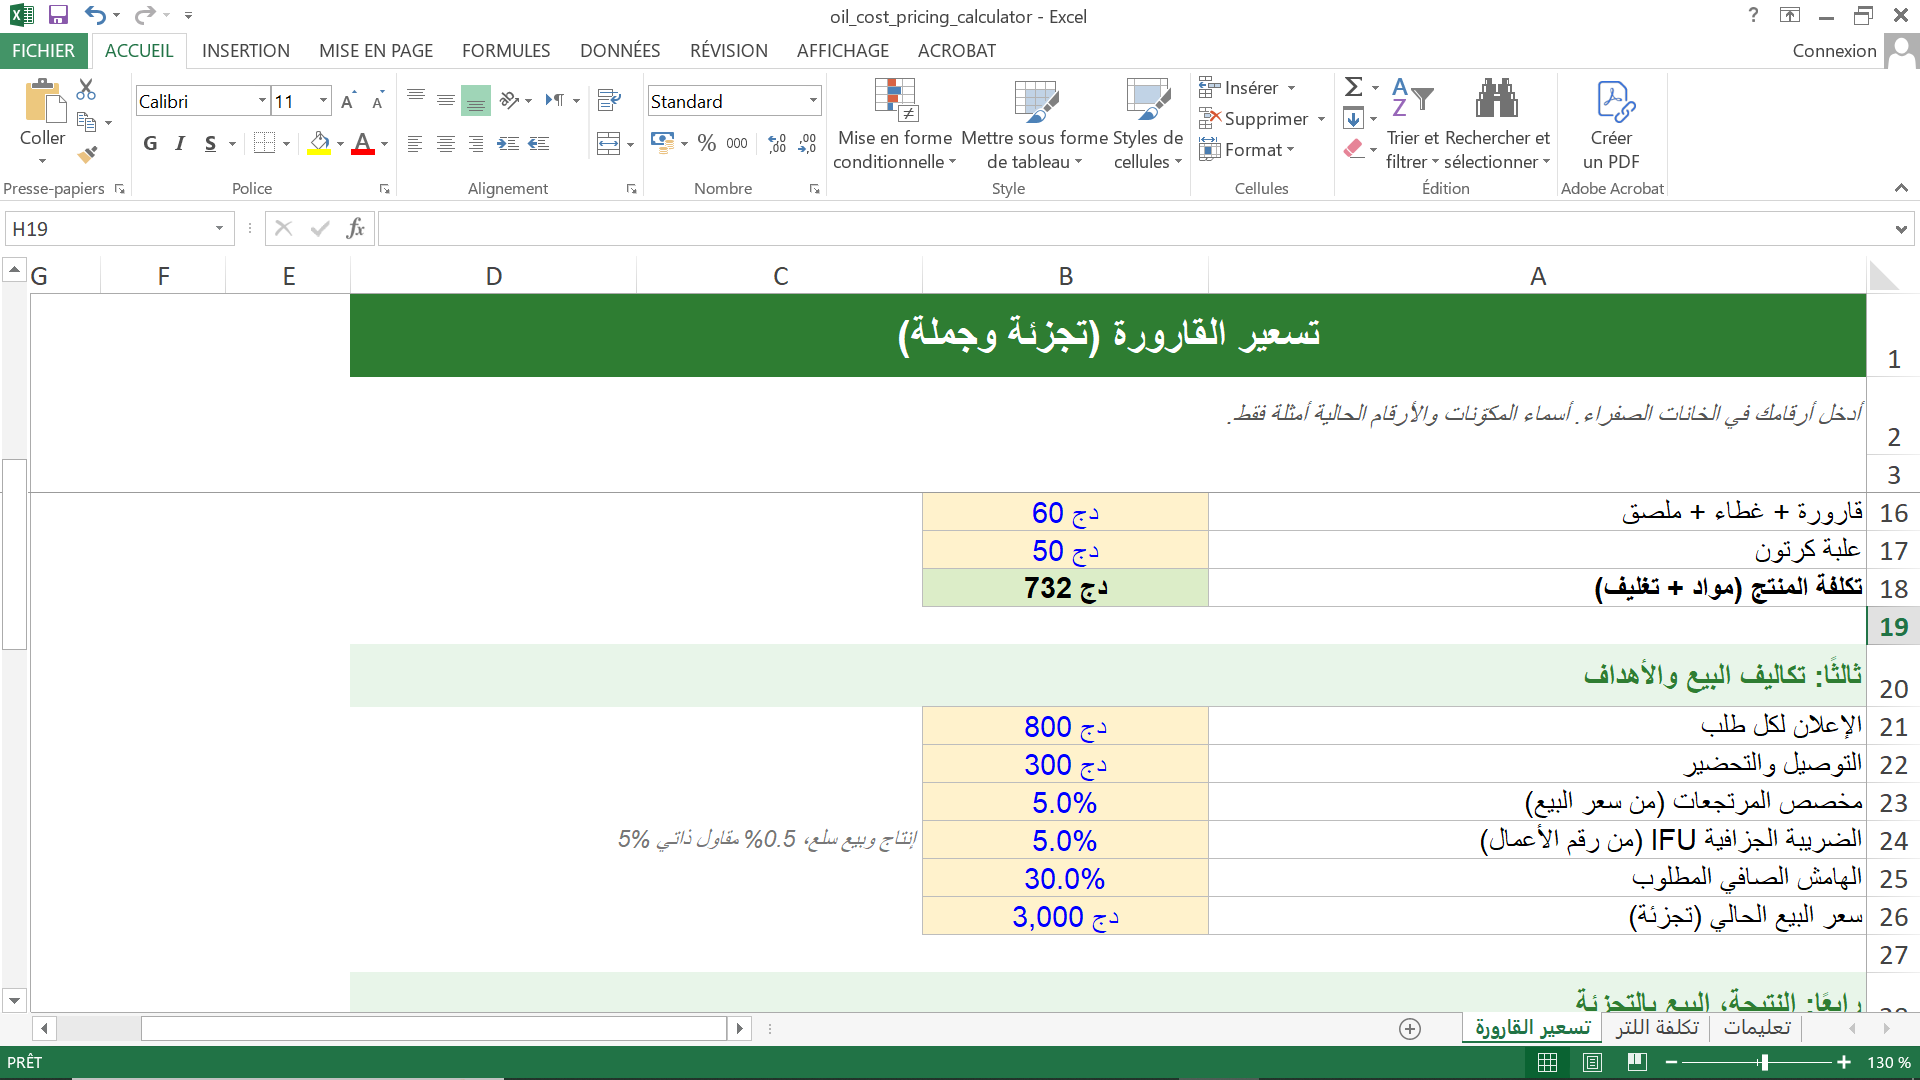 oil_cost_pricing_calculator - Excel
?
FICHIER ACCUEIL INSERTION MISE EN PAGE FORMULES DONNÉES RÉVISION AFFICHAGE ACROBAT Connexion
Coller
Presse-papiers
Calibri 11
G I S
Police
Alignement
Standard
% 000
Nombre
Mise en forme conditionnelle
Mettre sous forme de tableau
Styles de cellules
Style
Insérer
Supprimer
Format
Cellules
Trier et filtrer
Rechercher et sélectionner
Édition
Créer un PDF
Adobe Acrobat
H19
fx
G F E D C B A
1 تسعير القارورة (تجزئة وجملة)
2 أدخل أرقامك في الخانات الصفراء. أسماء المكوّنات والأرقام الحالية أمثلة فقط.
3
16 قارورة + غطاء + ملصق 60 دج
17 علبة كرتون 50 دج
18 تكلفة المنتج (مواد + تغليف) 732 دج
19
20 ثالثًا: تكاليف البيع والأهداف
21 الإعلان لكل طلب 800 دج
22 التوصيل والتحضير 300 دج
23 مخصص المرتجعات (من سعر البيع) 5.0%
24 الضريبة الجزافية IFU (من رقم الأعمال) 5.0% إنتاج وبيع سلع، 0.5% مقاول ذاتي 5%
25 الهامش الصافي المطلوب 30.0%
26 سعر البيع الحالي (تجزئة) 3,000 دج
27
رابعًا: النتيجة، البيع بالتجزئة
تعليمات تكلفة اللتر تسعير القارورة
PRÊT 130 %